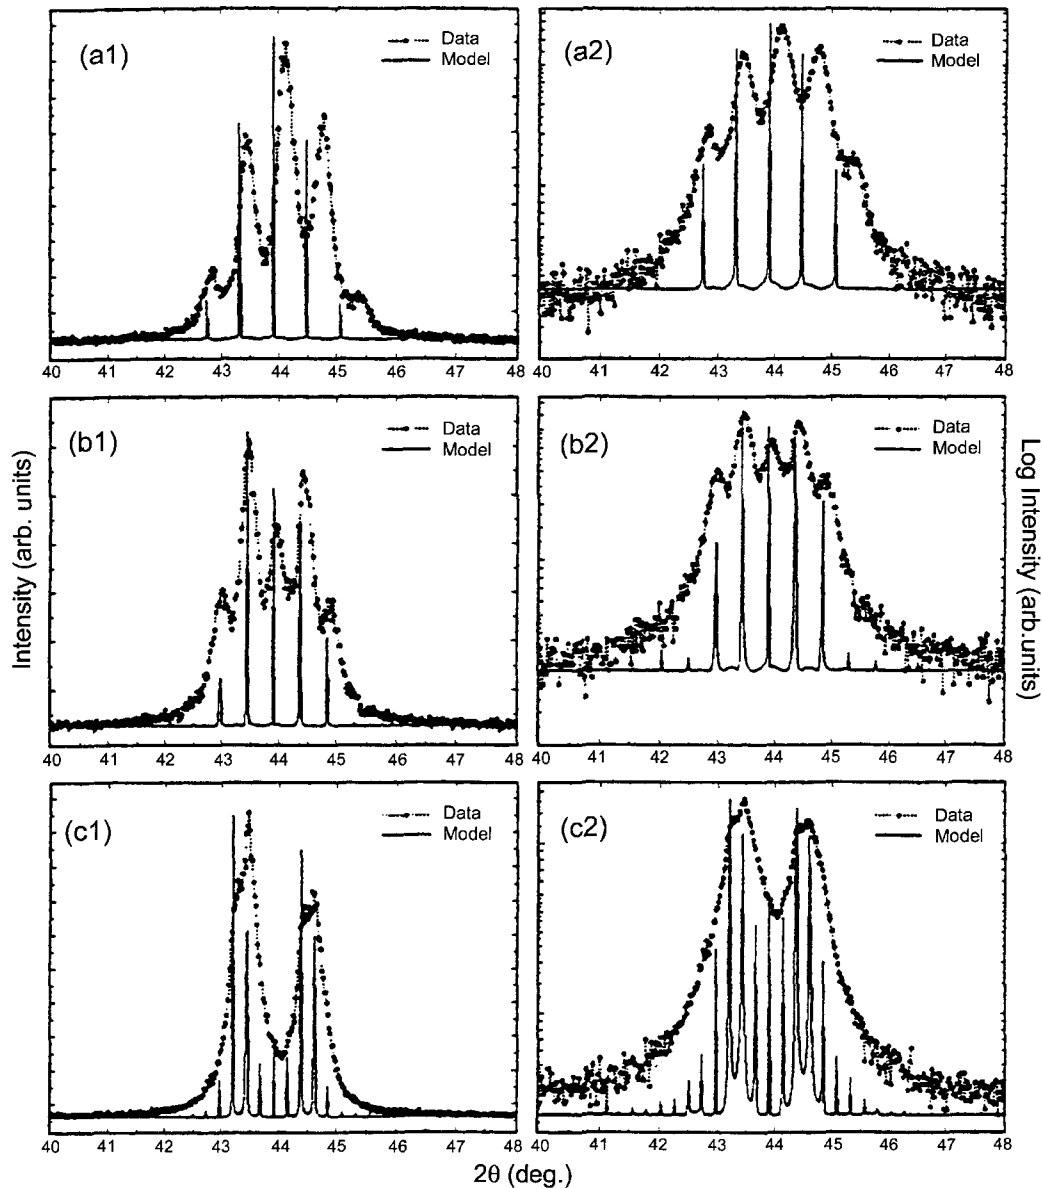 (a1)
Data
Model
40 41 42 43 44 45 46 47 48
(a2)
Data
Model
40 41 42 43 44 45 46 47 48
(b1)
Data
Model
40 41 42 43 44 45 46 47 48
(b2)
Data
Model
40 41 42 43 44 45 46 47 48
(c1)
Data
Model
40 41 42 43 44 45 46 47 48
(c2)
Data
Model
40 41 42 43 44 45 46 47 48
Intensity (arb. units)
Log Intensity (arb.units)
2θ (deg.)